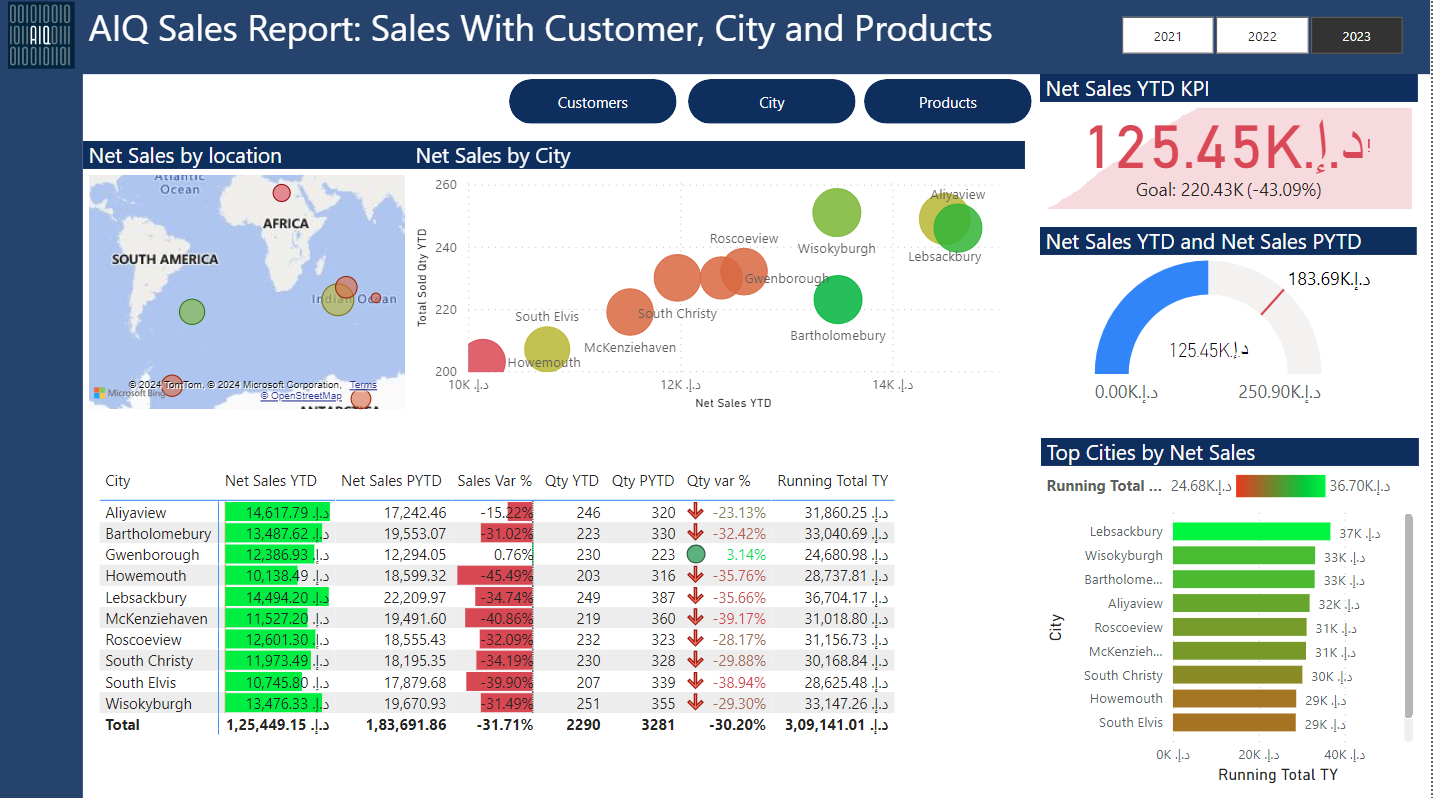 AIQ
AIQ Sales Report: Sales With Customer, City and Products
2021
2022
2023
Customers
City
Products
Net Sales by location
Atlantic
Ocean
AFRICA
SOUTH AMERICA
Indian Ocean
© 2024 TomTom, © 2024 Microsoft Corporation, Terms
© OpenStreetMap
Microsoft Bing
ANTARCTICA
Net Sales by City
Total Sold Qty YTD
260
240
220
200
Aliyaview
Wisokyburgh
Lebsackbury
Roscoeview
Gwenborough
South Christy
Bartholomebury
South Elvis
McKenziehaven
Howemouth
10K د.إ.
12K د.إ.
14K د.إ.
Net Sales YTD
Net Sales YTD KPI
125.45K د.إ.!
Goal: 220.43K (-43.09%)
Net Sales YTD and Net Sales PYTD
183.69K د.إ.
125.45K د.إ.
0.00K د.إ.
250.90K د.إ.
City Net Sales YTD Net Sales PYTD Sales Var % Qty YTD Qty PYTD Qty var % Running Total TY
Aliyaview 14,617.79 د.إ. 17,242.46 -15.22% 246 320 -23.13% 31,860.25 د.إ.
Bartholomebury 13,487.62 د.إ. 19,553.07 -31.02% 223 330 -32.42% 33,040.69 د.إ.
Gwenborough 12,386.93 د.إ. 12,294.05 0.76% 230 223 3.14% 24,680.98 د.إ.
Howemouth 10,138.49 د.إ. 18,599.32 -45.49% 203 316 -35.76% 28,737.81 د.إ.
Lebsackbury 14,494.20 د.إ. 22,209.97 -34.74% 249 387 -35.66% 36,704.17 د.إ.
McKenziehaven 11,527.20 د.إ. 19,491.60 -40.86% 219 360 -39.17% 31,018.80 د.إ.
Roscoeview 12,601.30 د.إ. 18,555.43 -32.09% 232 323 -28.17% 31,156.73 د.إ.
South Christy 11,973.49 د.إ. 18,195.35 -34.19% 230 328 -29.88% 30,168.84 د.إ.
South Elvis 10,745.80 د.إ. 17,879.68 -39.90% 207 339 -38.94% 28,625.48 د.إ.
Wisokyburgh 13,476.33 د.إ. 19,670.93 -31.49% 251 355 -29.30% 33,147.26 د.إ.
Total 1,25,449.15 د.إ. 1,83,691.86 -31.71% 2290 3281 -30.20% 3,09,141.01 د.إ.
Top Cities by Net Sales
Running Total ... 24.68K د.إ. 36.70K د.إ.
City
Lebsackbury 37K د.إ.
Wisokyburgh 33K د.إ.
Bartholome... 33K د.إ.
Aliyaview 32K د.إ.
Roscoeview 31K د.إ.
McKenzieh... 31K د.إ.
South Christy 30K د.إ.
Howemouth 29K د.إ.
South Elvis 29K د.إ.
0K د.إ. 20K د.إ. 40K د.إ.
Running Total TY